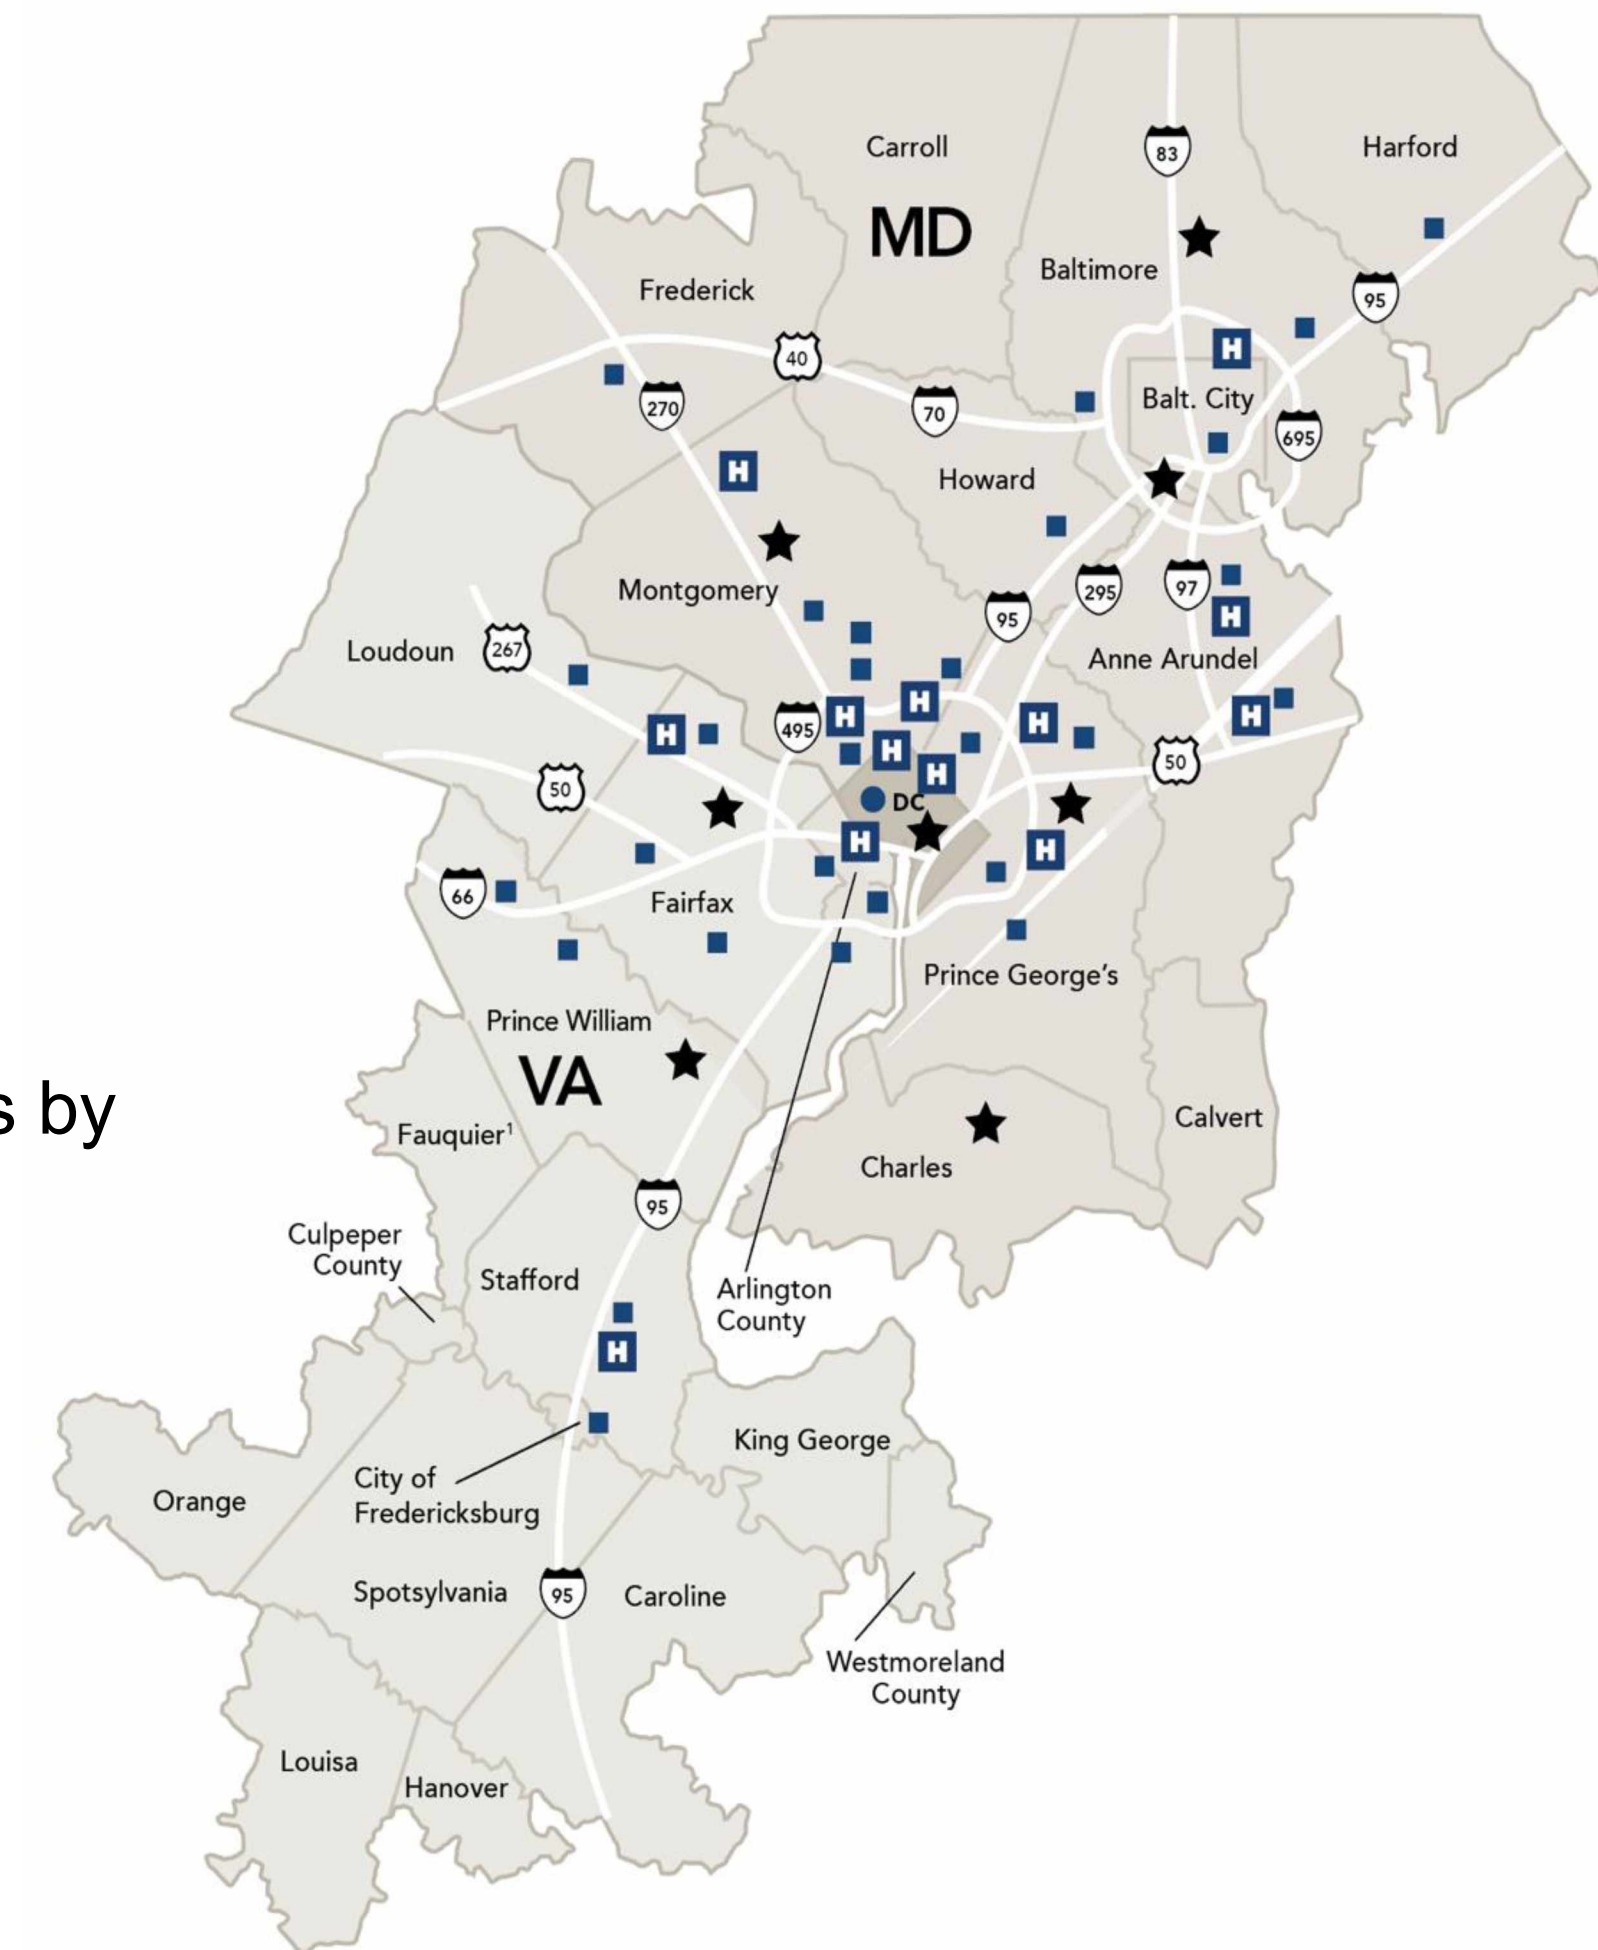 Carroll
83
Harford
MD
Baltimore
Frederick
95
H
40
270
Balt. City
70
695
H
Howard
Montgomery
95
295
97
H
Loudoun
267
Anne Arundel
H
H
H
495
H
H
H
50
H
50
DC
H
H
66
Fairfax
Prince George's
Prince William
VA
s by
Fauquier¹
Calvert
Charles
95
Culpeper
County
Stafford
Arlington
County
H
King George
City of
Fredericksburg
Orange
Spotsylvania
95
Caroline
Westmoreland
County
Louisa
Hanover